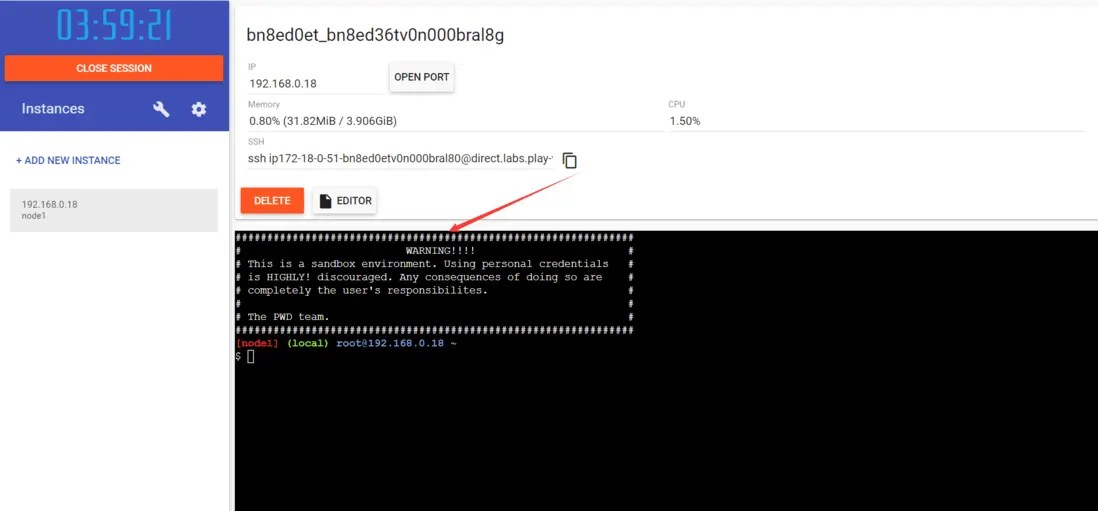 03:59:21
CLOSE SESSION
Instances
+ ADD NEW INSTANCE
192.168.0.18
node1
bn8ed0et_bn8ed36tv0n000bral8g
IP
192.168.0.18
OPEN PORT
Memory
0.80% (31.82MiB / 3.906GiB)
CPU
1.50%
SSH
ssh ip172-18-0-51-bn8ed0etv0n000bral80@direct.labs.play-
DELETE
EDITOR
###############################################################
# WARNING!!!! #
# This is a sandbox environment. Using personal credentials #
# is HIGHLY! discouraged. Any consequences of doing so are #
# completely the user's responsibilites. #
# #
# The PWD team. #
###############################################################
[node1] (local) root@192.168.0.18 ~
$